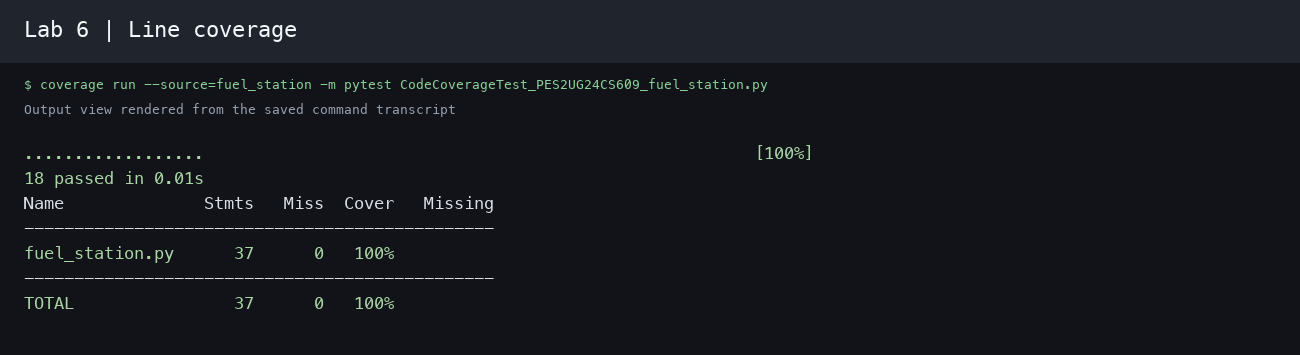 Lab 6 | Line coverage
$ coverage run --source=fuel_station -m pytest CodeCoverageTest_PES2UG24CS609_fuel_station.py
Output view rendered from the saved command transcript
.................. [100%]
18 passed in 0.01s
Name Stmts Miss Cover Missing
-----------------------------------------------
fuel_station.py 37 0 100%
-----------------------------------------------
TOTAL 37 0 100%